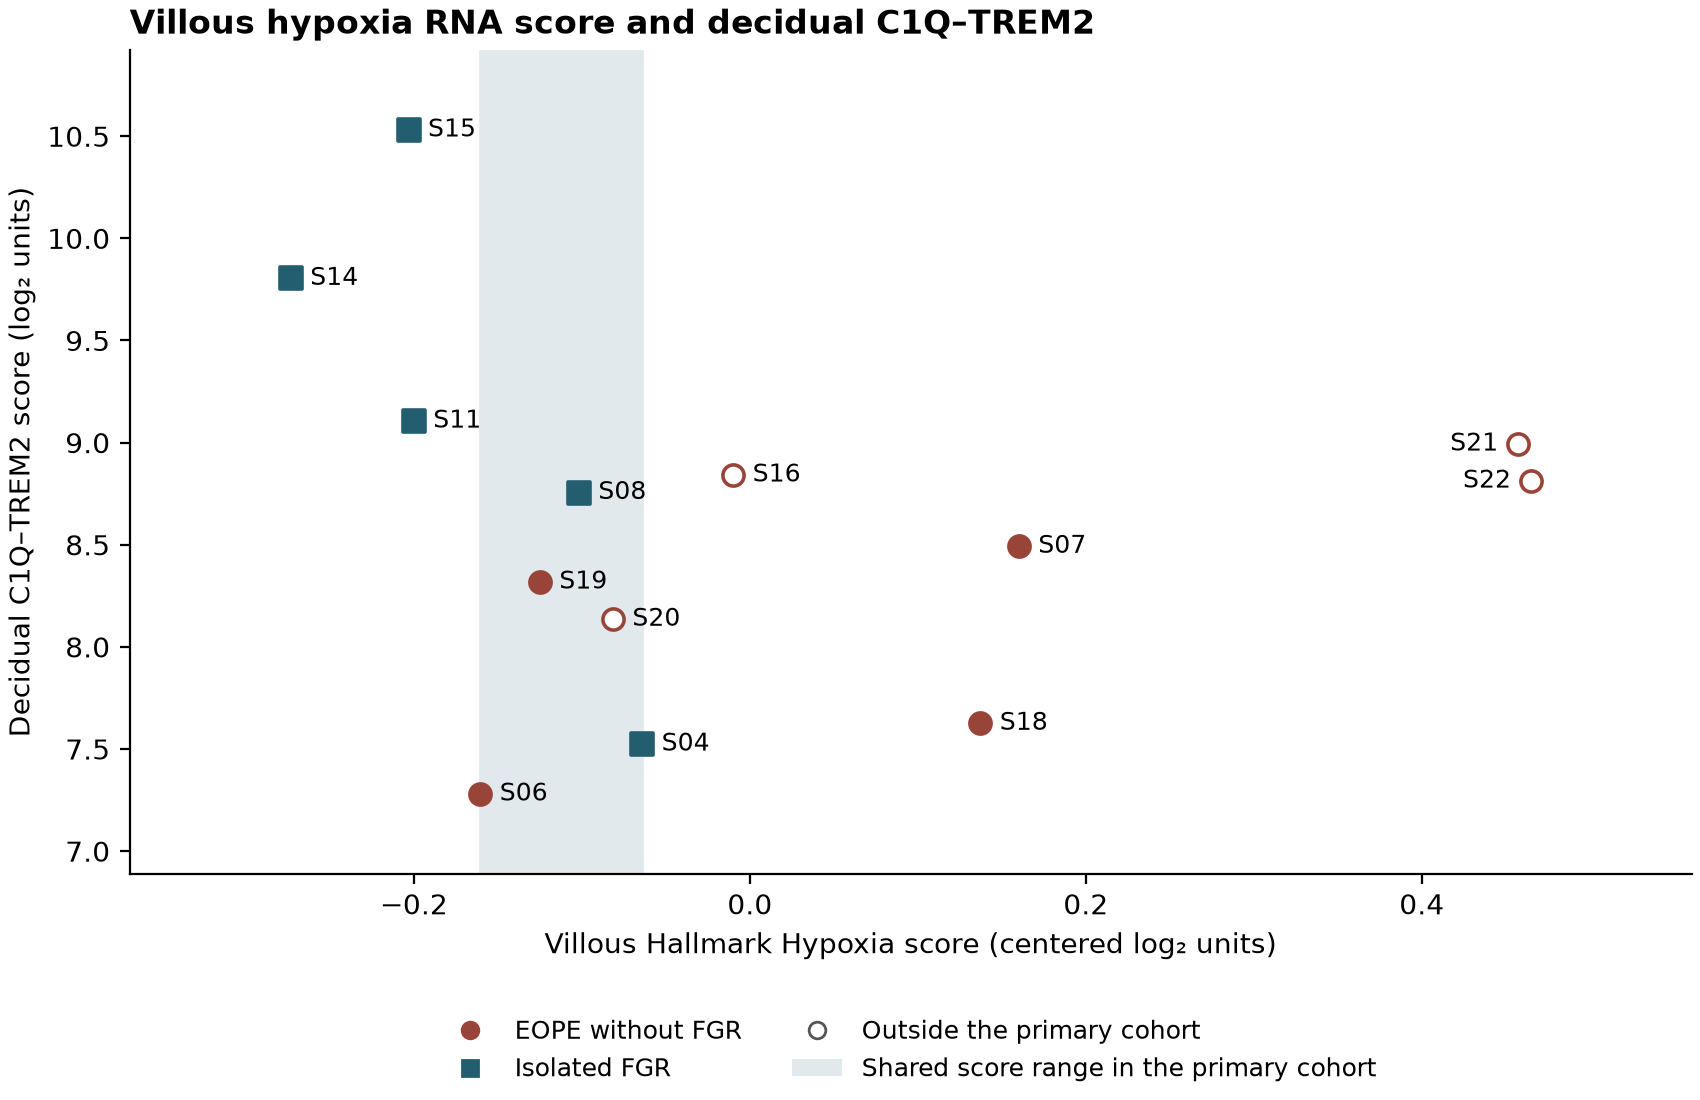 Villous hypoxia RNA score and decidual C1Q–TREM2
Decidual C1Q–TREM2 score (log₂ units)
10.5
10.0
9.5
9.0
8.5
8.0
7.5
7.0
S15
S14
S11
S21
S16
S22
S08
S07
S19
S20
S18
S04
S06
−0.2
0.0
0.2
0.4
Villous Hallmark Hypoxia score (centered log₂ units)
EOPE without FGR
Isolated FGR
Outside the primary cohort
Shared score range in the primary cohort